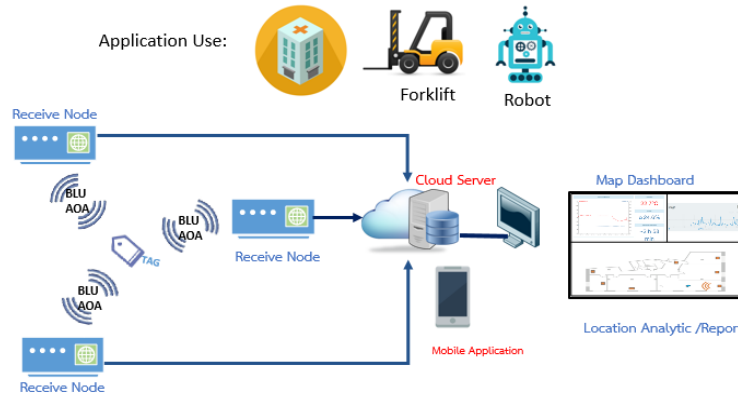 Application Use:
Forklift
Robot
Receive Node
BLU
AOA
BLU
AOA
TAG
BLU
AOA
Receive Node
Receive Node
Cloud Server
Mobile Application
Map Dashboard
Location Analytic /Repor